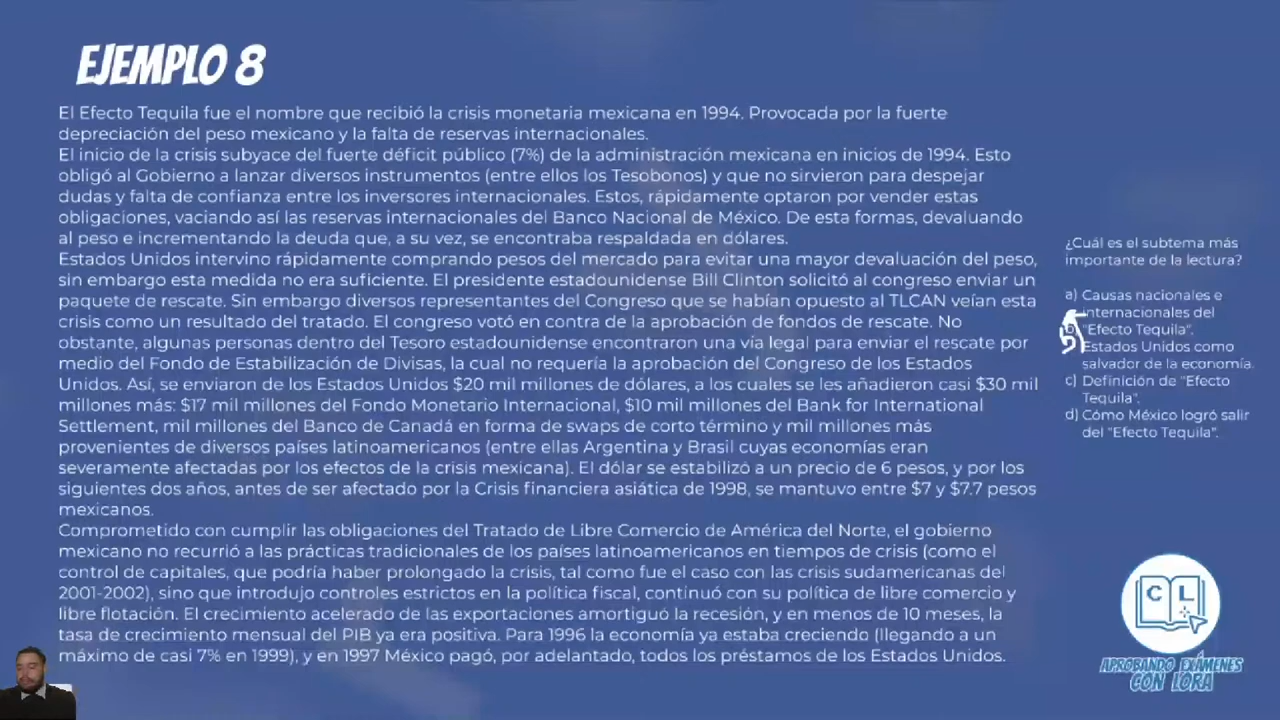 EJEMPLO 8
El Efecto Tequila fue el nombre que recibió la crisis monetaria mexicana en 1994. Provocada por la fuerte
depreciación del peso mexicano y la falta de reservas internacionales.
El inicio de la crisis subyace del fuerte déficit público (7%) de la administración mexicana en inicios de 1994. Esto
obligó al Gobierno a lanzar diversos instrumentos (entre ellos los Tesobonos) y que no sirvieron para despejar
dudas y falta de confianza entre los inversores internacionales. Estos, rápidamente optaron por vender estas
obligaciones, vaciando así las reservas internacionales del Banco Nacional de México. De esta formas, devaluando
al peso e incrementando la deuda que, a su vez, se encontraba respaldada en dólares.
Estados Unidos intervino rápidamente comprando pesos del mercado para evitar una mayor devaluación del peso,
sin embargo esta medida no era suficiente. El presidente estadounidense Bill Clinton solicitó al congreso enviar un
paquete de rescate. Sin embargo diversos representantes del Congreso que se habían opuesto al TLCAN veían esta
crisis como un resultado del tratado. El congreso votó en contra de la aprobación de fondos de rescate. No
obstante, algunas personas dentro del Tesoro estadounidense encontraron una vía legal para enviar el rescate por
medio del Fondo de Estabilización de Divisas, la cual no requería la aprobación del Congreso de los Estados
Unidos. Así, se enviaron de los Estados Unidos $20 mil millones de dólares, a los cuales se les añadieron casi $30 mil
millones más: $17 mil millones del Fondo Monetario Internacional, $10 mil millones del Bank for International
Settlement, mil millones del Banco de Canadá en forma de swaps de corto término y mil millones más
provenientes de diversos países latinoamericanos (entre ellas Argentina y Brasil cuyas economías eran
severamente afectadas por los efectos de la crisis mexicana). El dólar se estabilizó a un precio de 6 pesos, y por los
siguientes dos años, antes de ser afectado por la Crisis financiera asiática de 1998, se mantuvo entre $7 y $7.7 pesos
mexicanos.
Comprometido con cumplir las obligaciones del Tratado de Libre Comercio de América del Norte, el gobierno
mexicano no recurrió a las prácticas tradicionales de los países latinoamericanos en tiempos de crisis (como el
control de capitales, que podría haber prolongado la crisis, tal como fue el caso con las crisis sudamericanas del
2001-2002), sino que introdujo controles estrictos en la política fiscal, continuó con su política de libre comercio y
libre flotación. El crecimiento acelerado de las exportaciones amortiguó la recesión, y en menos de 10 meses, la
tasa de crecimiento mensual del PIB ya era positiva. Para 1996 la economía ya estaba creciendo (llegando a un
máximo de casi 7% en 1999), y en 1997 México pagó, por adelantado, todos los préstamos de los Estados Unidos.
¿Cuál es el subtema más
importante de la lectura?
a) Causas nacionales e
internacionales del
"Efecto Tequila".
Estados Unidos como
salvador de la economía.
c) Definición de "Efecto
Tequila".
d) Cómo México logró salir
del "Efecto Tequila".
C L
APROBANDO EXÁMENES
CON LORA